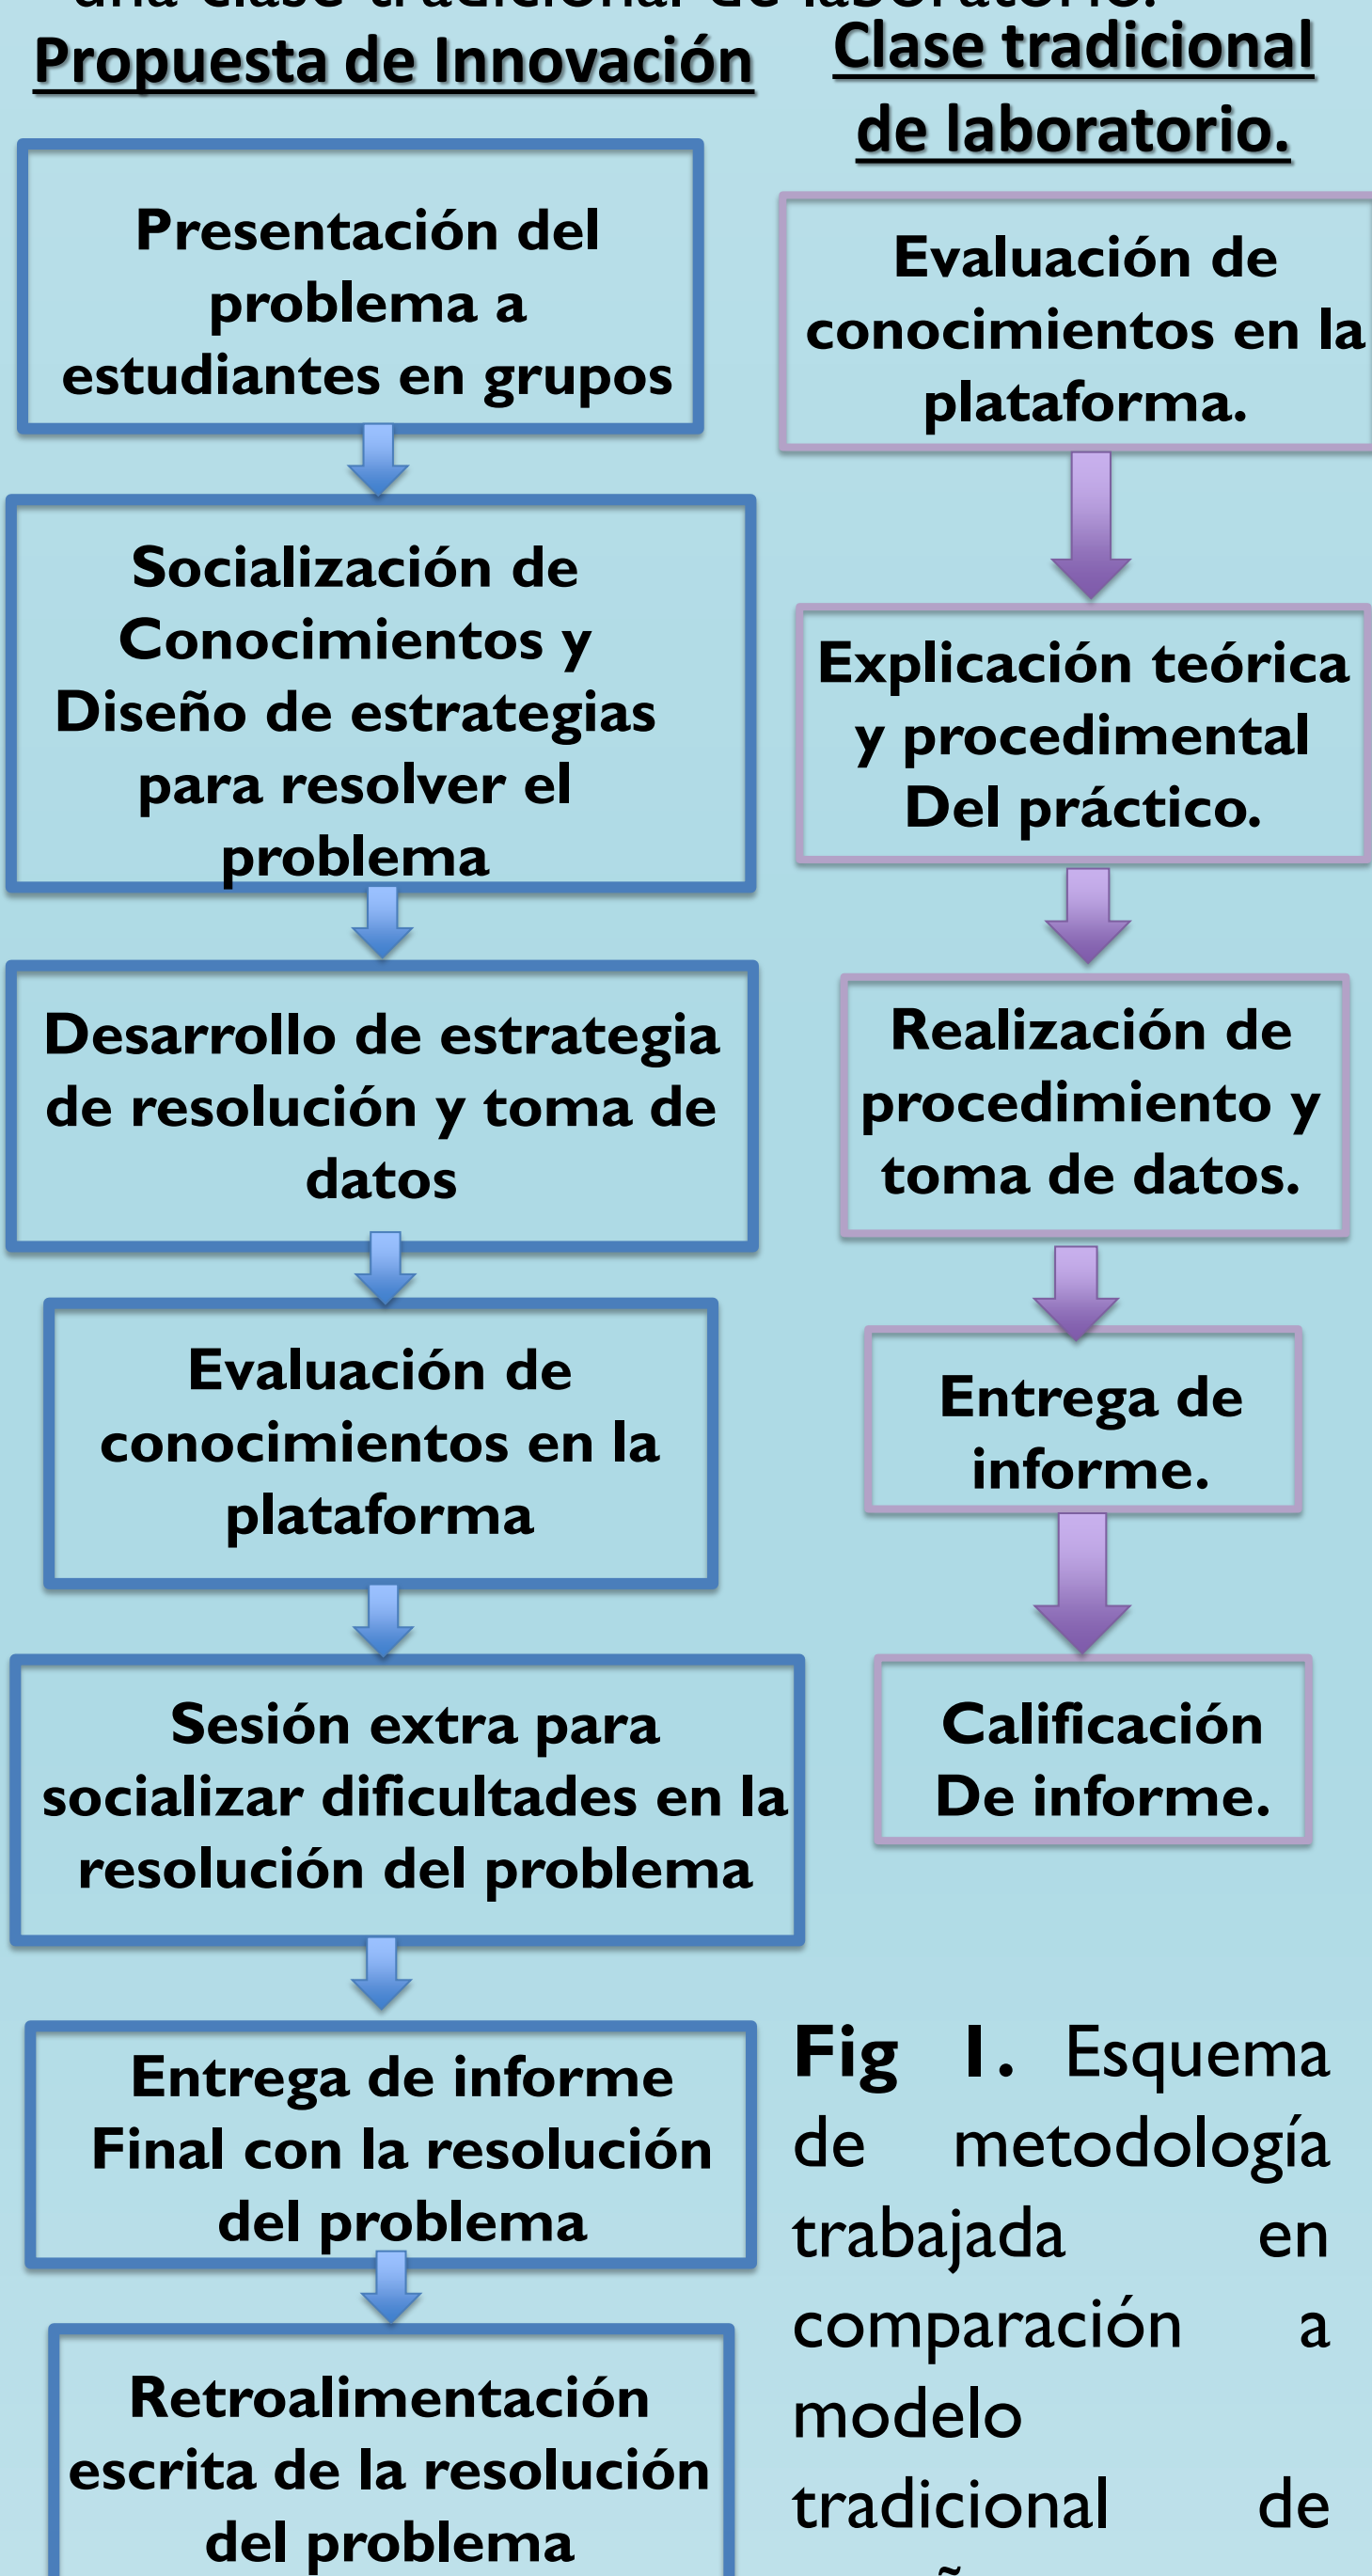 una clase tradicional de laboratorio.
Propuesta de Innovación
Presentación del
problema a
estudiantes en grupos
Socialización de
Conocimientos y
Diseño de estrategias
para resolver el
problema
Desarrollo de estrategia
de resolución y toma de
datos
Evaluación de
conocimientos en la
plataforma
Sesión extra para
socializar dificultades en la
resolución del problema
Entrega de informe
Final con la resolución
del problema
Retroalimentación
escrita de la resolución
del problema
Clase tradicional
de laboratorio.
Evaluación de
conocimientos en la
plataforma.
Explicación teórica
y procedimental
Del práctico.
Realización de
procedimiento y
toma de datos.
Entrega de
informe.
Calificación
De informe.
Fig 1. Esquema
de metodología
trabajada en
comparación a
modelo
tradicional de